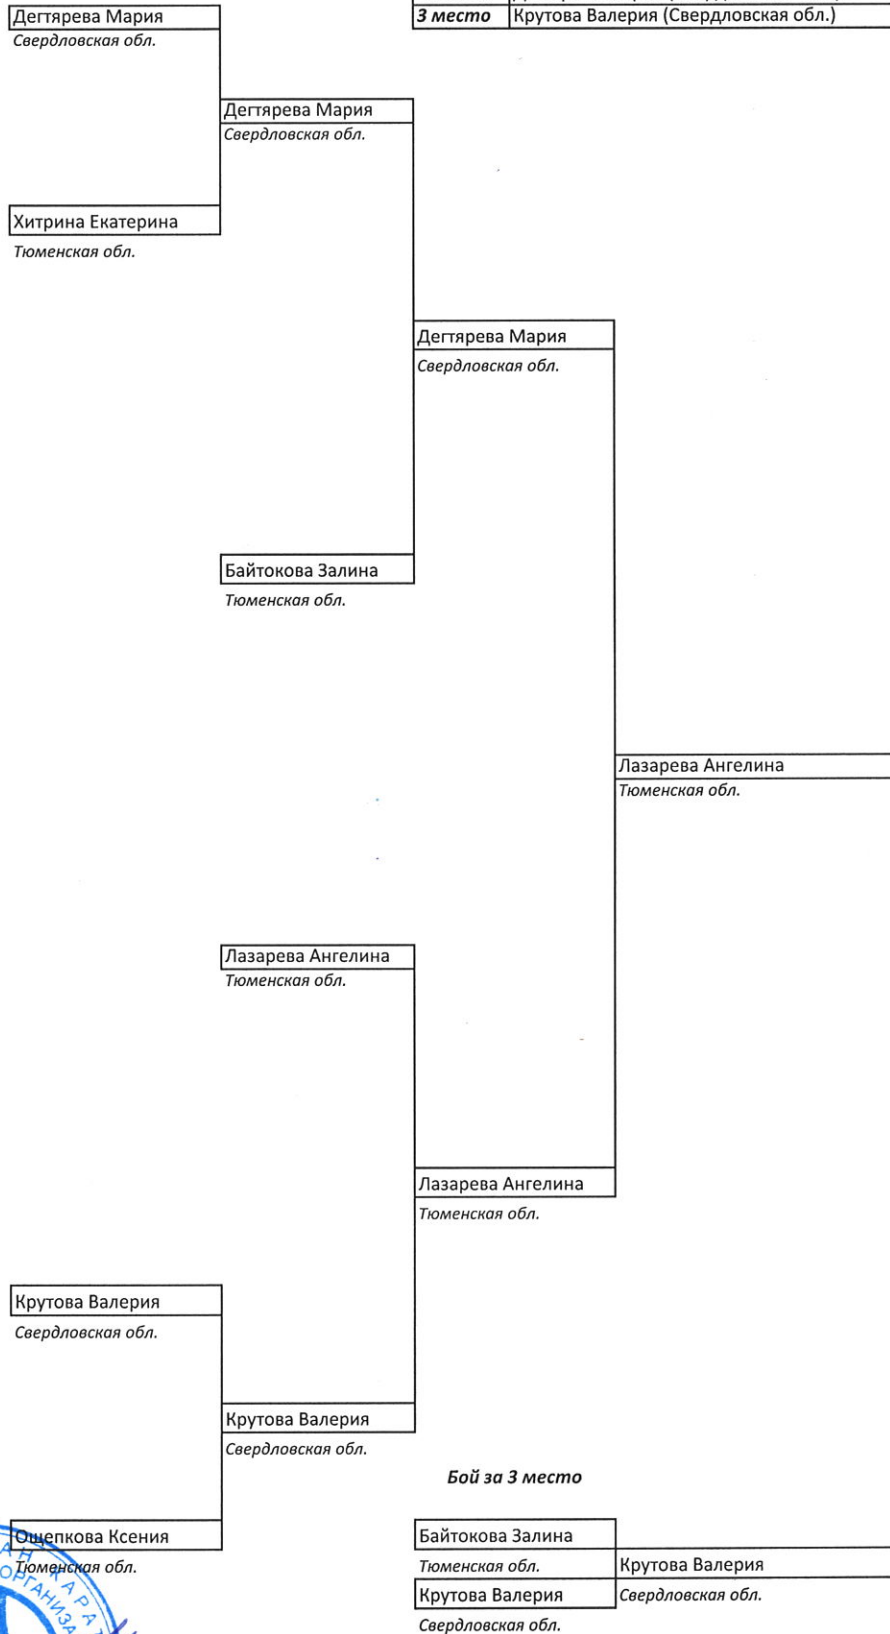 Дегтярева Мария
3 место Крутова Валерия (Свердловская обл.)
Свердловская обл.
Дегтярева Мария
Свердловская обл.
Хитрина Екатерина
Тюменская обл.
Дегтярева Мария
Свердловская обл.
Байтокова Залина
Тюменская обл.
Лазарева Ангелина
Тюменская обл.
Лазарева Ангелина
Тюменская обл.
Лазарева Ангелина
Тюменская обл.
Крутова Валерия
Свердловская обл.
Крутова Валерия
Свердловская обл.
Бой за 3 место
Ощепкова Ксения
Тюменская обл.
Байтокова Залина
Тюменская обл.
Крутова Валерия
Крутова Валерия
Свердловская обл.
Свердловская обл.